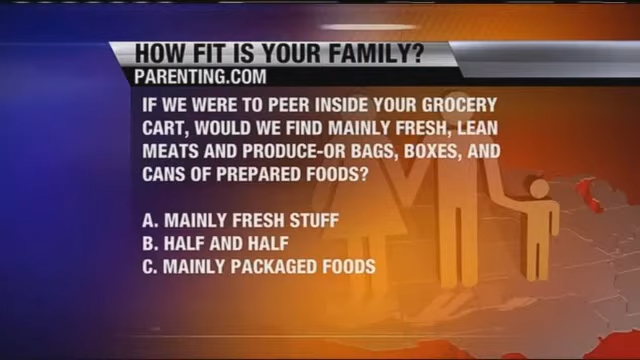 HOW FIT IS YOUR FAMILY?
PARENTING.COM
IF WE WERE TO PEER INSIDE YOUR GROCERY
CART, WOULD WE FIND MAINLY FRESH, LEAN
MEATS AND PRODUCE-OR BAGS, BOXES, AND
CANS OF PREPARED FOODS?
A. MAINLY FRESH STUFF
B. HALF AND HALF
C. MAINLY PACKAGED FOODS